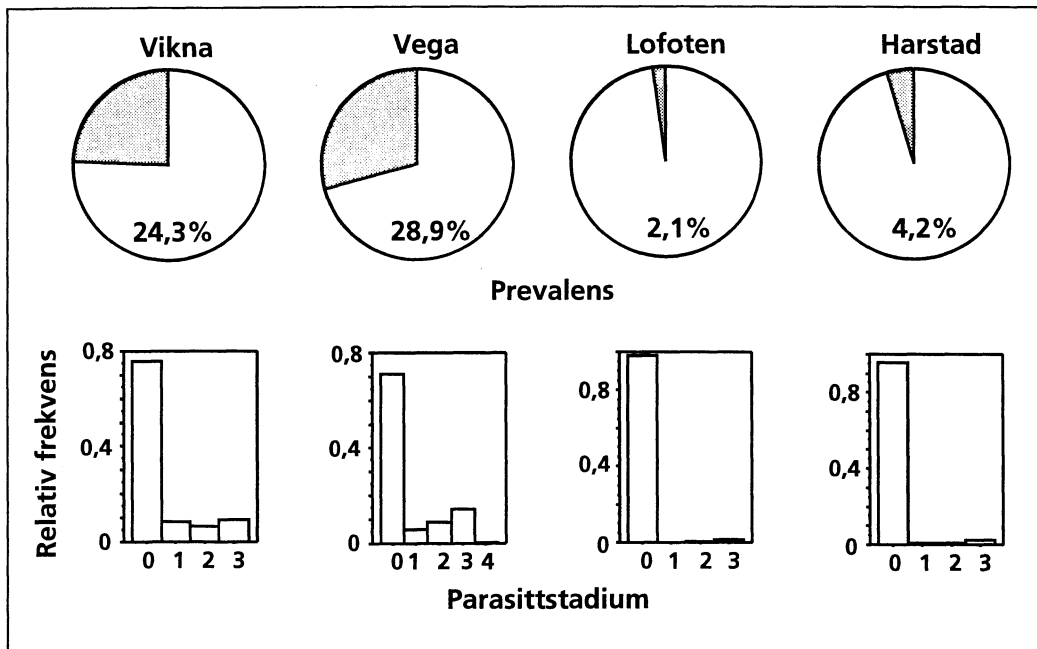 Vikna Vega Lofoten Harstad
24,3% 28,9% 2,1% 4,2%
Prevalens
Relativ frekvens
0,8 0,8 0,8 0,8
0,4 0,4 0,4 0,4
0 0 0 0
0 1 2 3 0 1 2 3 4 0 1 2 3 0 1 2 3
Parasittstadium